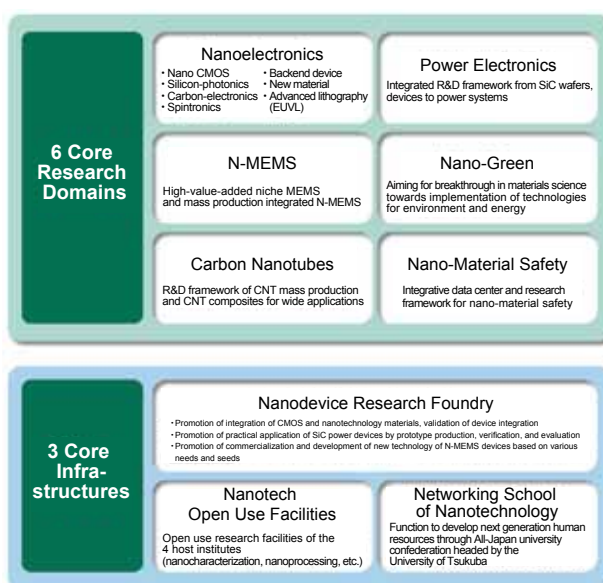 6 Core
Research
Domains
Nanoelectronics
・Nano CMOS
・Silicon-photonics
・Carbon-electronics
・Spintronics
・Backend device
・New material
・Advanced lithography
(EUVL)
Power Electronics
Integrated R&D framework from SiC wafers,
devices to power systems
N-MEMS
High-value-added niche MEMS
and mass production integrated N-MEMS
Nano-Green
Aiming for breakthrough in materials science
towards implementation of technologies
for environment and energy
Carbon Nanotubes
R&D framework of CNT mass production
and CNT composites for wide applications
Nano-Material Safety
Integrative data center and research
framework for nano-material safety
3 Core
Infra-
structures
Nanodevice Research Foundry
・Promotion of integration of CMOS and nanotechnology materials, validation of device integration
・Promotion of practical application of SiC power devices by prototype production, verification, and evaluation
・Promotion of commercialization and development of new technology of N-MEMS devices based on various
needs and seeds
Nanotech
Open Use Facilities
Open use research facilities of the
4 host institutes
(nanocharacterization, nanoprocessing, etc.)
Networking School
of Nanotechnology
Function to develop next generation human
resources through All-Japan university
confederation headed by the
University of Tsukuba